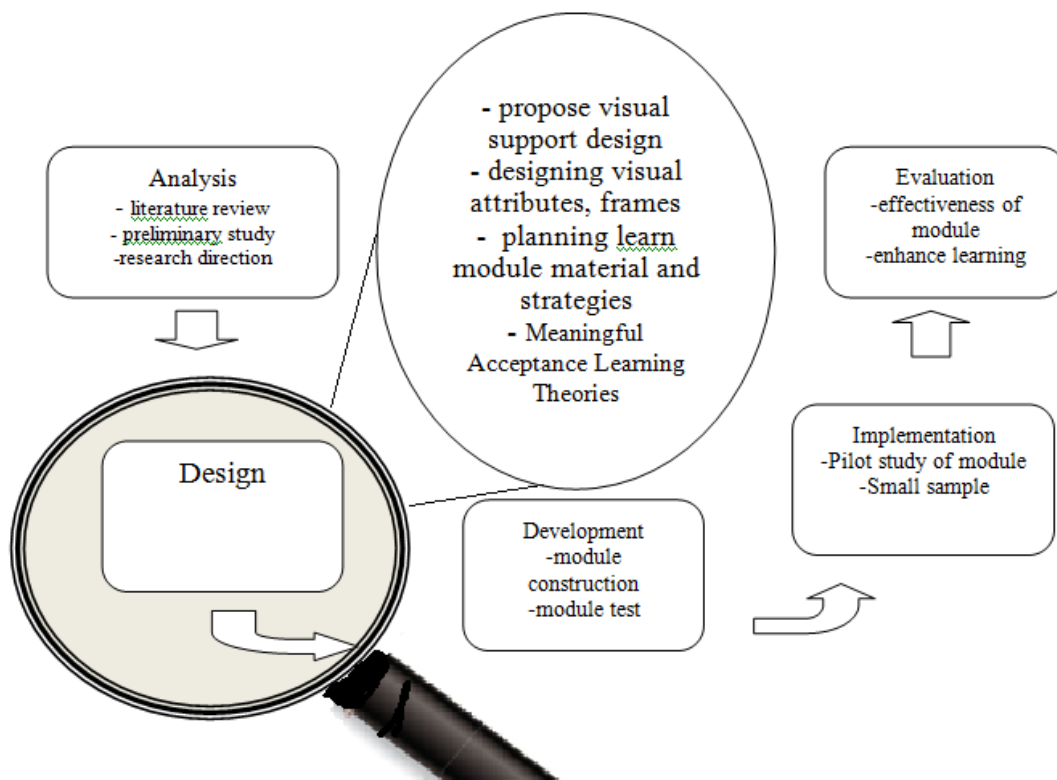 Analysis
- literature review
- preliminary study
-research direction
Design
- propose visual
support design
- designing visual
attributes, frames
- planning learn
module material and
strategies
- Meaningful
Acceptance Learning
Theories
Development
-module
construction
-module test
Implementation
-Pilot study of module
-Small sample
Evaluation
-effectiveness of
module
-enhance learning